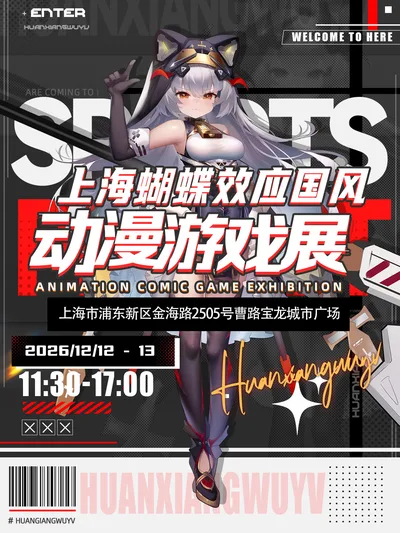 ENTER
HUANXIANGWUYU
WELCOME TO HERE
ARE COMING TO
SPORTS
上海蝴蝶效应国风
动漫游戏展
ANIMATION COMIC GAME EXHIBITION
上海市浦东新区金海路2505号曹路宝龙城市广场
2026/12/12 - 13
11:30-17:00
Huanxiangwuyu
HUANXIANGWUYV
# HUANGIANGWUYV